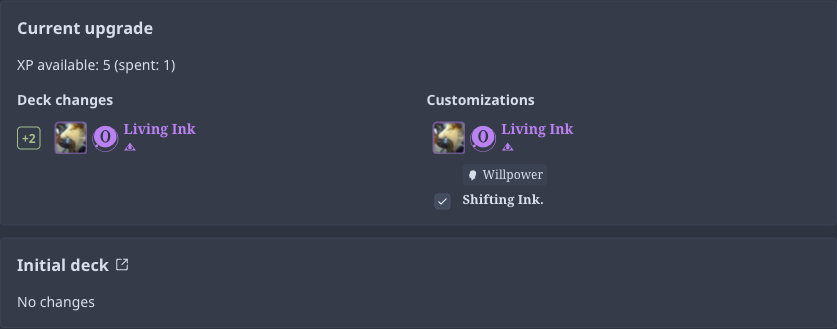 Current upgrade
XP available: 5 (spent: 1)
Deck changes
+2
0
Living Ink
Customizations
0
Living Ink
Willpower
Shifting Ink.
Initial deck
No changes